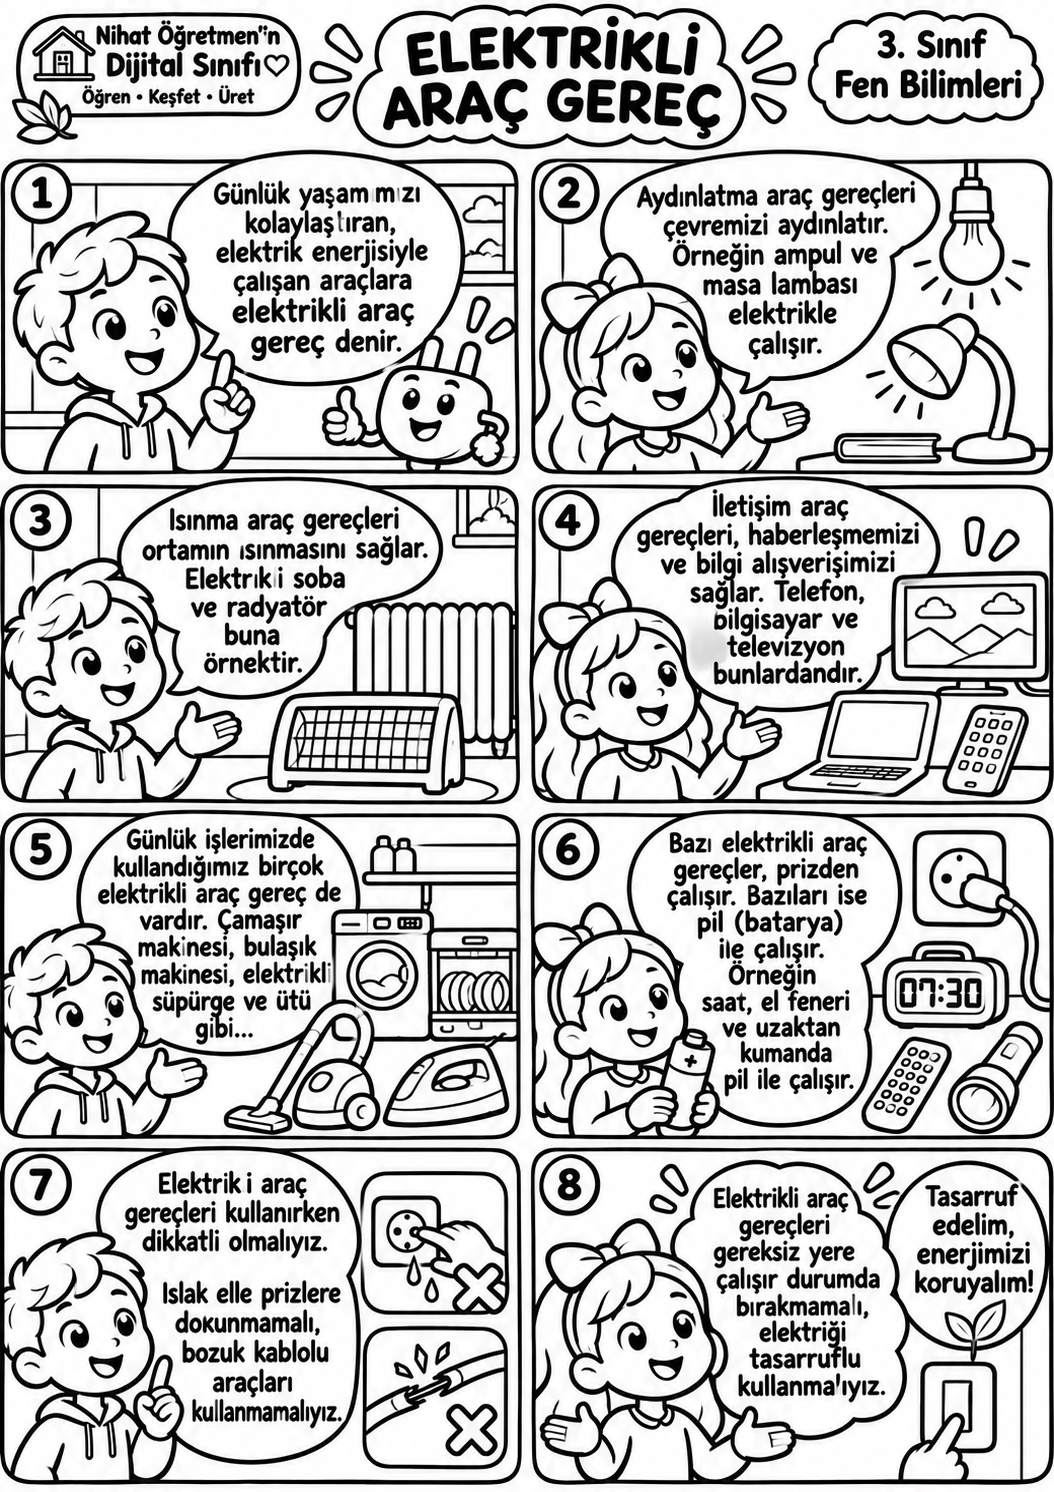 Nihat Öğretmen'in
Dijital Sınıfı
Öğren • Keşfet • Üret
ELEKTRİKLİ
ARAÇ GEREÇ
3. Sınıf
Fen Bilimleri
1
Günlük yaşamımızı
kolaylaştıran,
elektrik enerjisiyle
çalışan araçlara
elektrikli araç
gereç denir.
2
Aydınlatma araç gereçleri
çevremizi aydınlatır.
Örneğin ampul ve
masa lambası
elektrikle
çalışır.
3
Isınma araç gereçleri
ortamın ısınmasını sağlar.
Elektrikli soba
ve radyatör
buna
örnektir.
4
İletişim araç
gereçleri, haberleşmemizi
ve bilgi alışverişimizi
sağlar. Telefon,
bilgisayar ve
televizyon
bunlardandır.
5
Günlük işlerimizde
kullandığımız birçok
elektrikli araç gereç de
vardır. Çamaşır
makinesi, bulaşık
makinesi, elektrikli
süpürge ve ütü
gibi...
6
Bazı elektrikli araç
gereçler, prizden
çalışır. Bazıları ise
pil (batarya)
ile çalışır.
Örneğin
saat, el feneri
ve uzaktan
kumanda
pil ile çalışır.
07:30
7
Elektrikli araç
gereçleri kullanırken
dikkatli olmalıyız.
Islak elle prizlere
dokunmamalı,
bozuk kablolu
araçları
kullanmamalıyız.
8
Elektrikli araç
gereçleri
gereksiz yere
çalışır durumda
bırakmamalı,
elektriği
tasarruflu
kullanmalıyız.
Tasarruf
edelim,
enerjimizi
koruyalım!